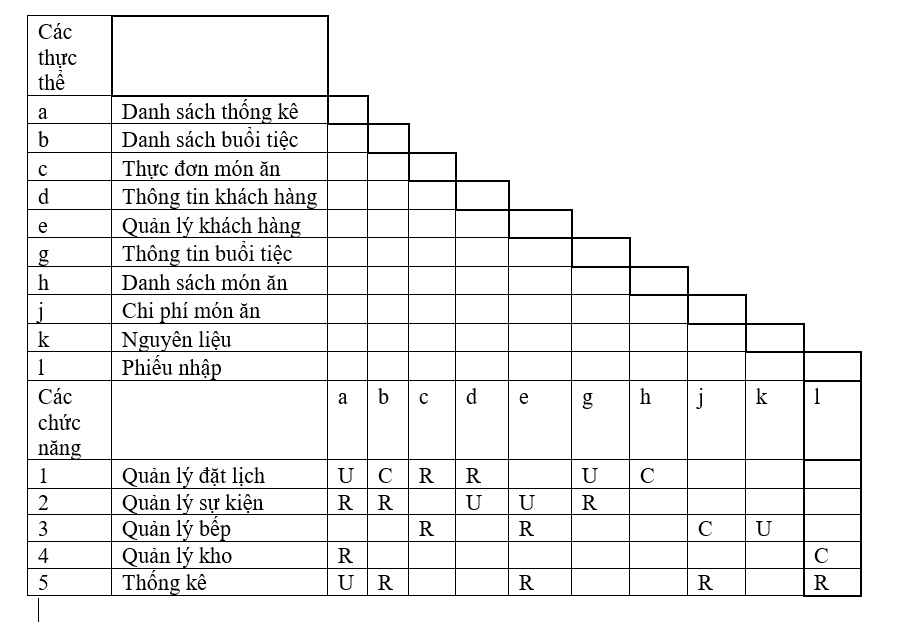 Các
thực
thể
a Danh sách thống kê
b Danh sách buổi tiệc
c Thực đơn món ăn
d Thông tin khách hàng
e Quản lý khách hàng
g Thông tin buổi tiệc
h Danh sách món ăn
j Chi phí món ăn
k Nguyên liệu
l Phiếu nhập
Các a b c d e g h j k l
chức
năng
1 Quản lý đặt lịch U C R R U C
2 Quản lý sự kiện R R U U R
3 Quản lý bếp R R C U
4 Quản lý kho R C
5 Thống kê U R R R R